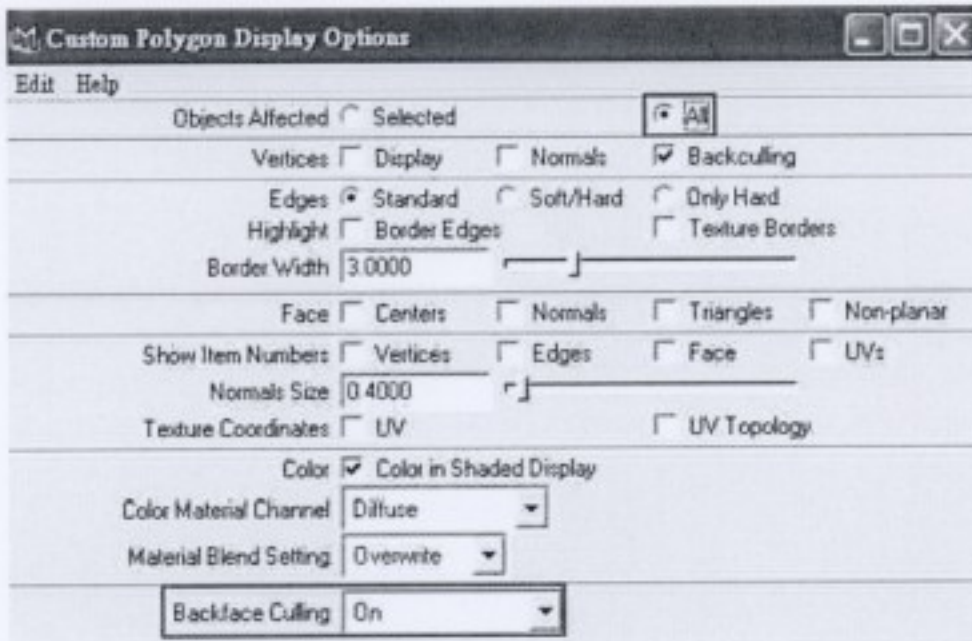 Custom Polygon Display Options
Edit Help
Objects Affected Selected All
Vertices Display Normals Backculling
Edges Standard Soft/Hard Only Hard
Highlight Border Edges Texture Borders
Border Width 3.0000
Face Centers Normals Triangles Non-planar
Show Item Numbers Vertices Edges Face UVs
Normals Size 0.4000
Texture Coordinates UV UV Topology
Color Color in Shaded Display
Color Material Channel Diffuse
Material Blend Setting Overwrite
Backface Culling On